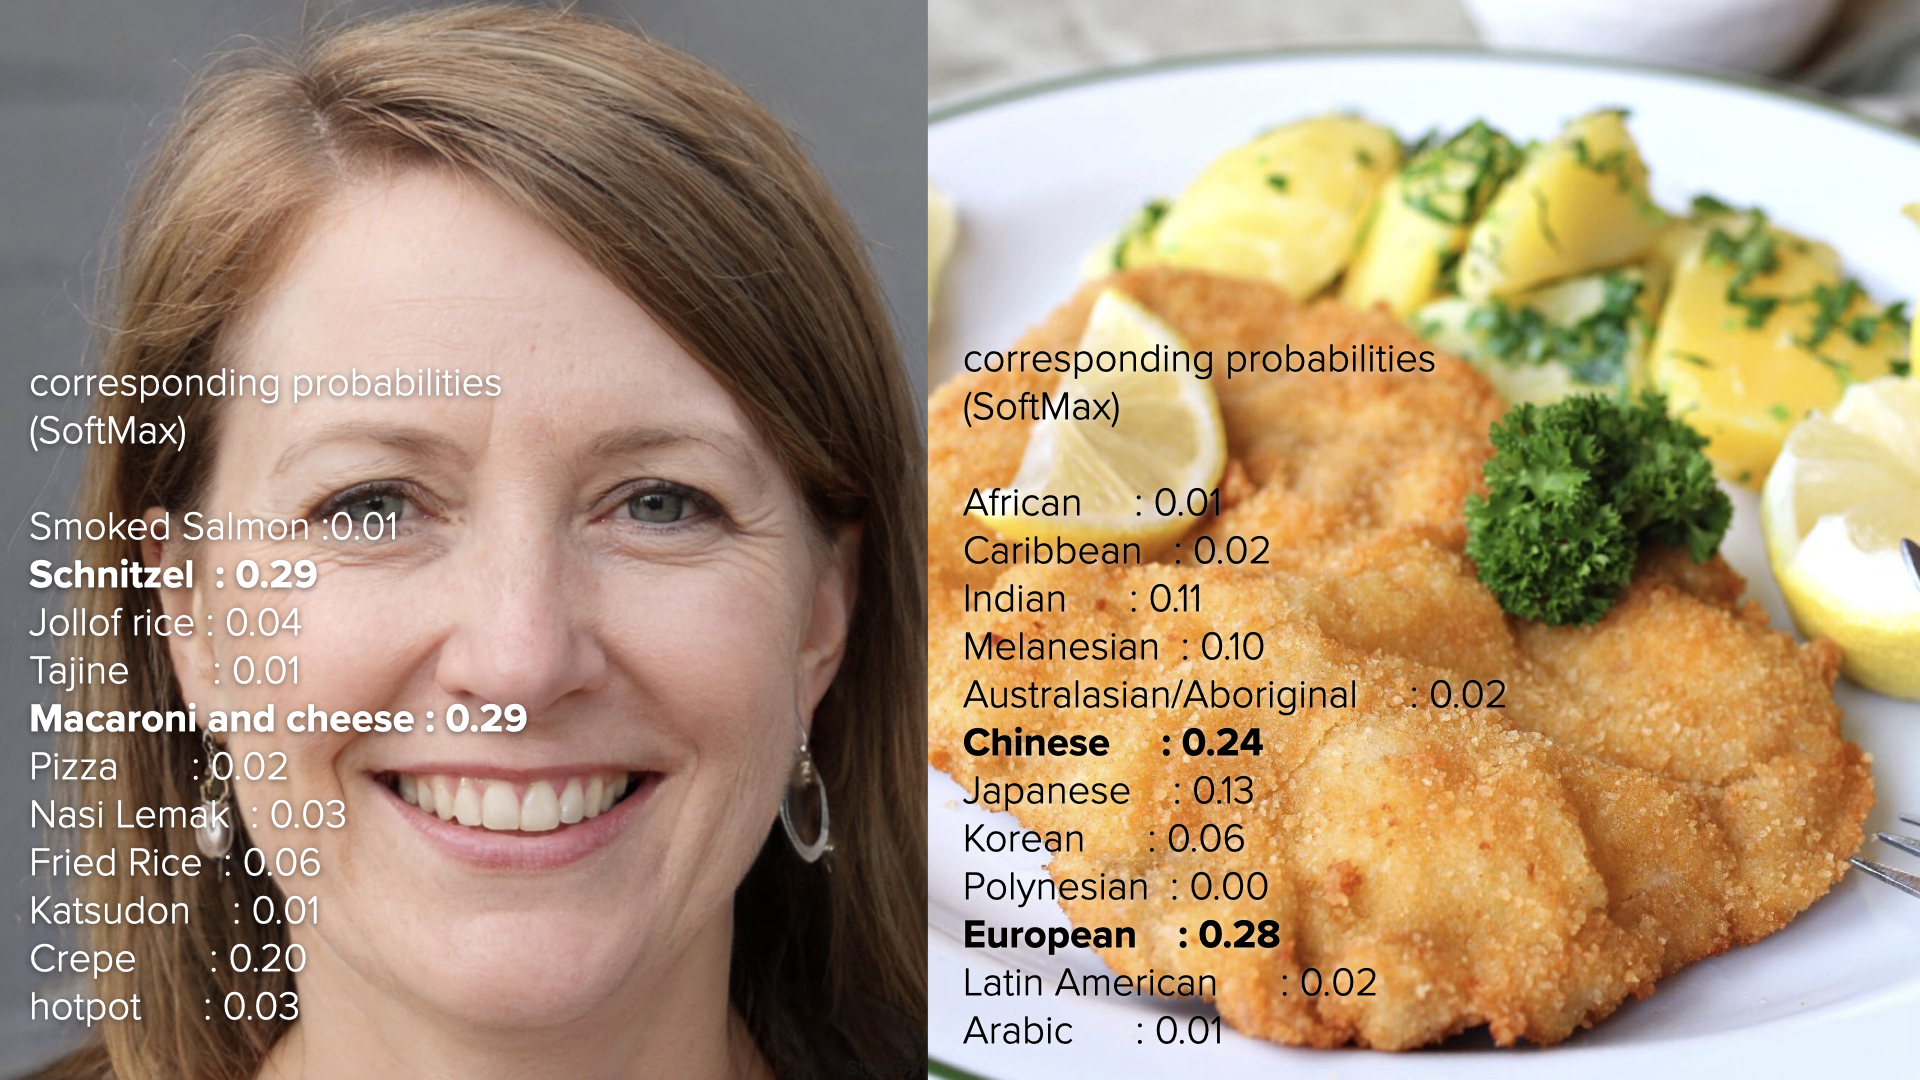 corresponding probabilities
(SoftMax)
Smoked Salmon :0.01
Schnitzel : 0.29
Jollof rice : 0.04
Tajine : 0.01
Macaroni and cheese : 0.29
Pizza : 0.02
Nasi Lemak : 0.03
Fried Rice : 0.06
Katsudon : 0.01
Crepe : 0.20
hotpot : 0.03
corresponding probabilities
(SoftMax)
African : 0.01
Caribbean : 0.02
Indian : 0.11
Melanesian : 0.10
Australasian/Aboriginal : 0.02
Chinese : 0.24
Japanese : 0.13
Korean : 0.06
Polynesian : 0.00
European : 0.28
Latin American : 0.02
Arabic : 0.01